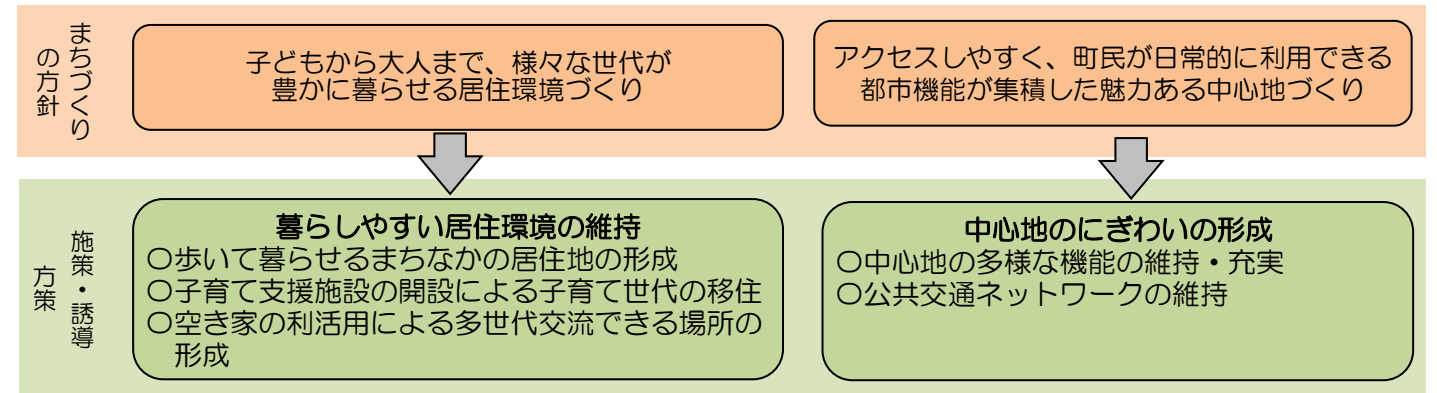 まちづくり
の方針
子どもから大人まで、様々な世代が
豊かに暮らせる居住環境づくり
アクセスしやすく、町民が日常的に利用できる
都市機能が集積した魅力ある中心地づくり
施策・誘導
方策
暮らしやすい居住環境の維持
〇歩いて暮らせるまちなかの居住地の形成
〇子育て支援施設の開設による子育て世代の移住
〇空き家の利活用による多世代交流できる場所の
形成
中心地のにぎわいの形成
〇中心地の多様な機能の維持・充実
〇公共交通ネットワークの維持